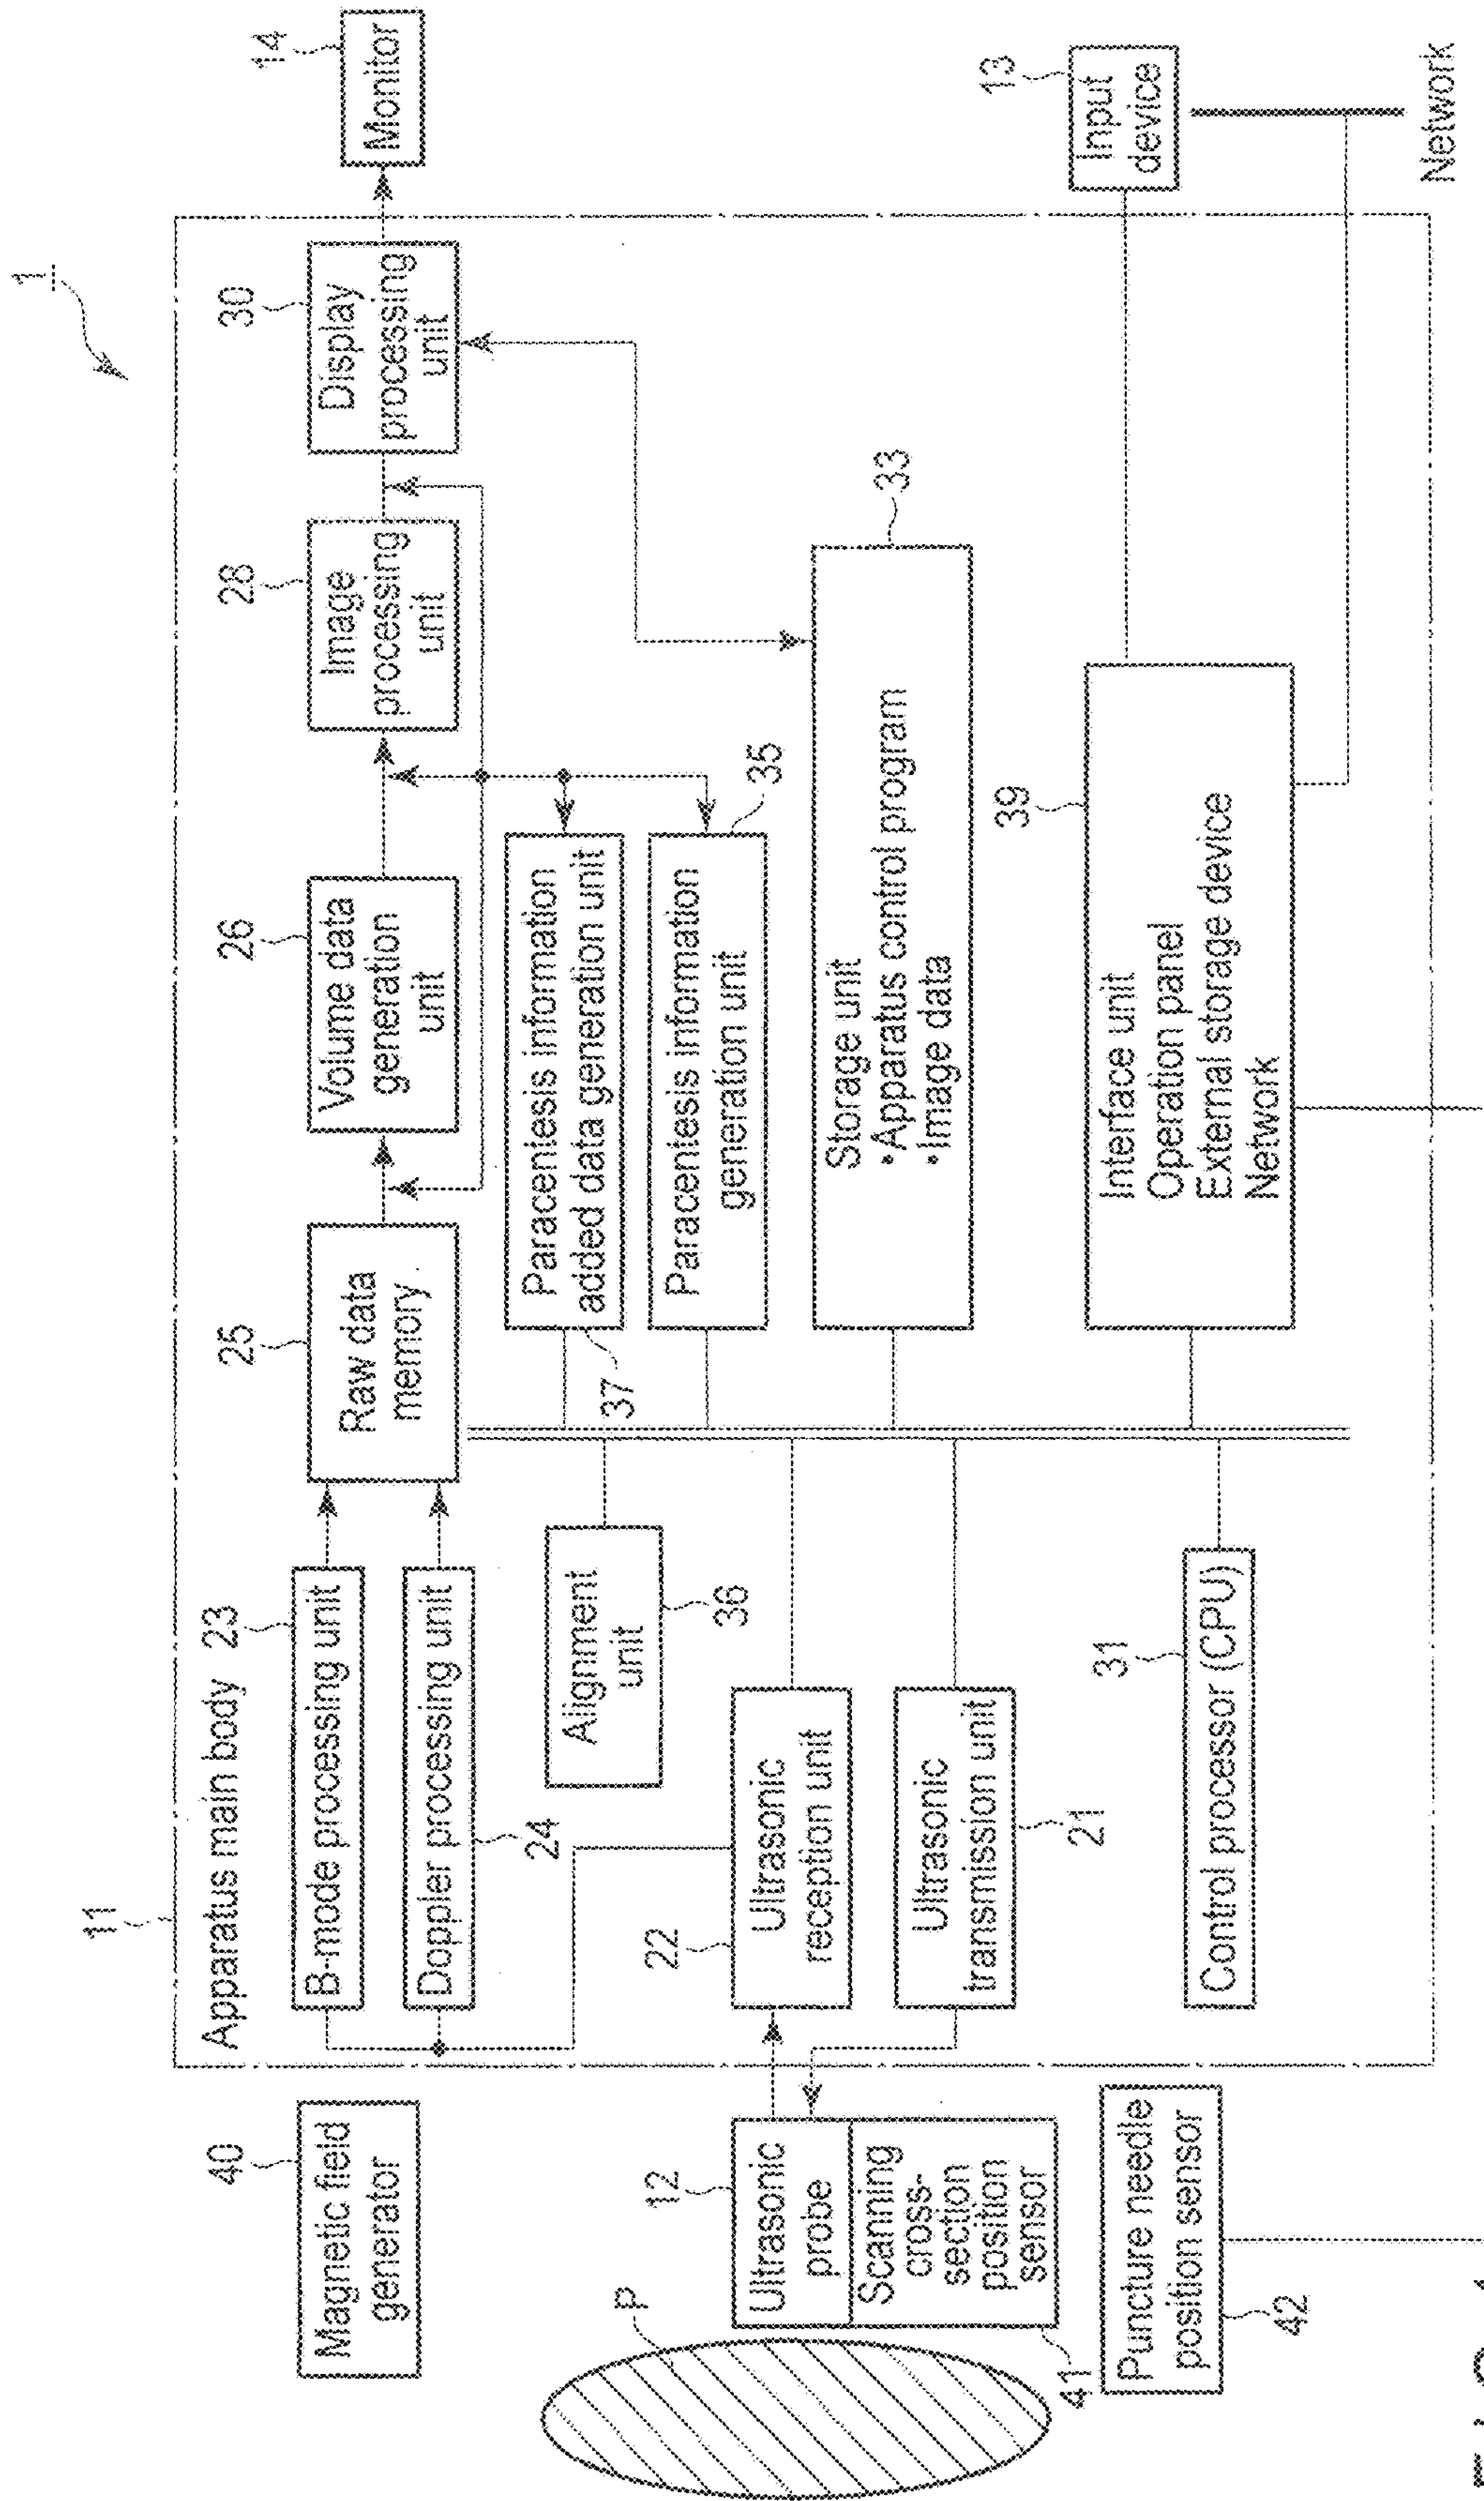 1
11
Apparatus main body
40
Magnetic field
generator
23
B-mode processing unit
Doppler processing unit
24
25
Raw data
memory
26
Volume data
generation
unit
28
Image
processing
unit
30
Display
processing
unit
14
Monitor
Alignment
unit
36
37
Paracentesis information
added data generation unit
35
Paracentesis information
generation unit
P
12
Ultrasonic
probe
Scanning
cross-
section
position
sensor
41
22
Ultrasonic
reception unit
Ultrasonic
transmission unit
21
33
Storage unit
•Apparatus control program
•Image data
13
Input
device
Puncture needle
position sensor
42
31
Control processor (CPU)
39
Interface unit
Operation panel
External storage device
Network
Network